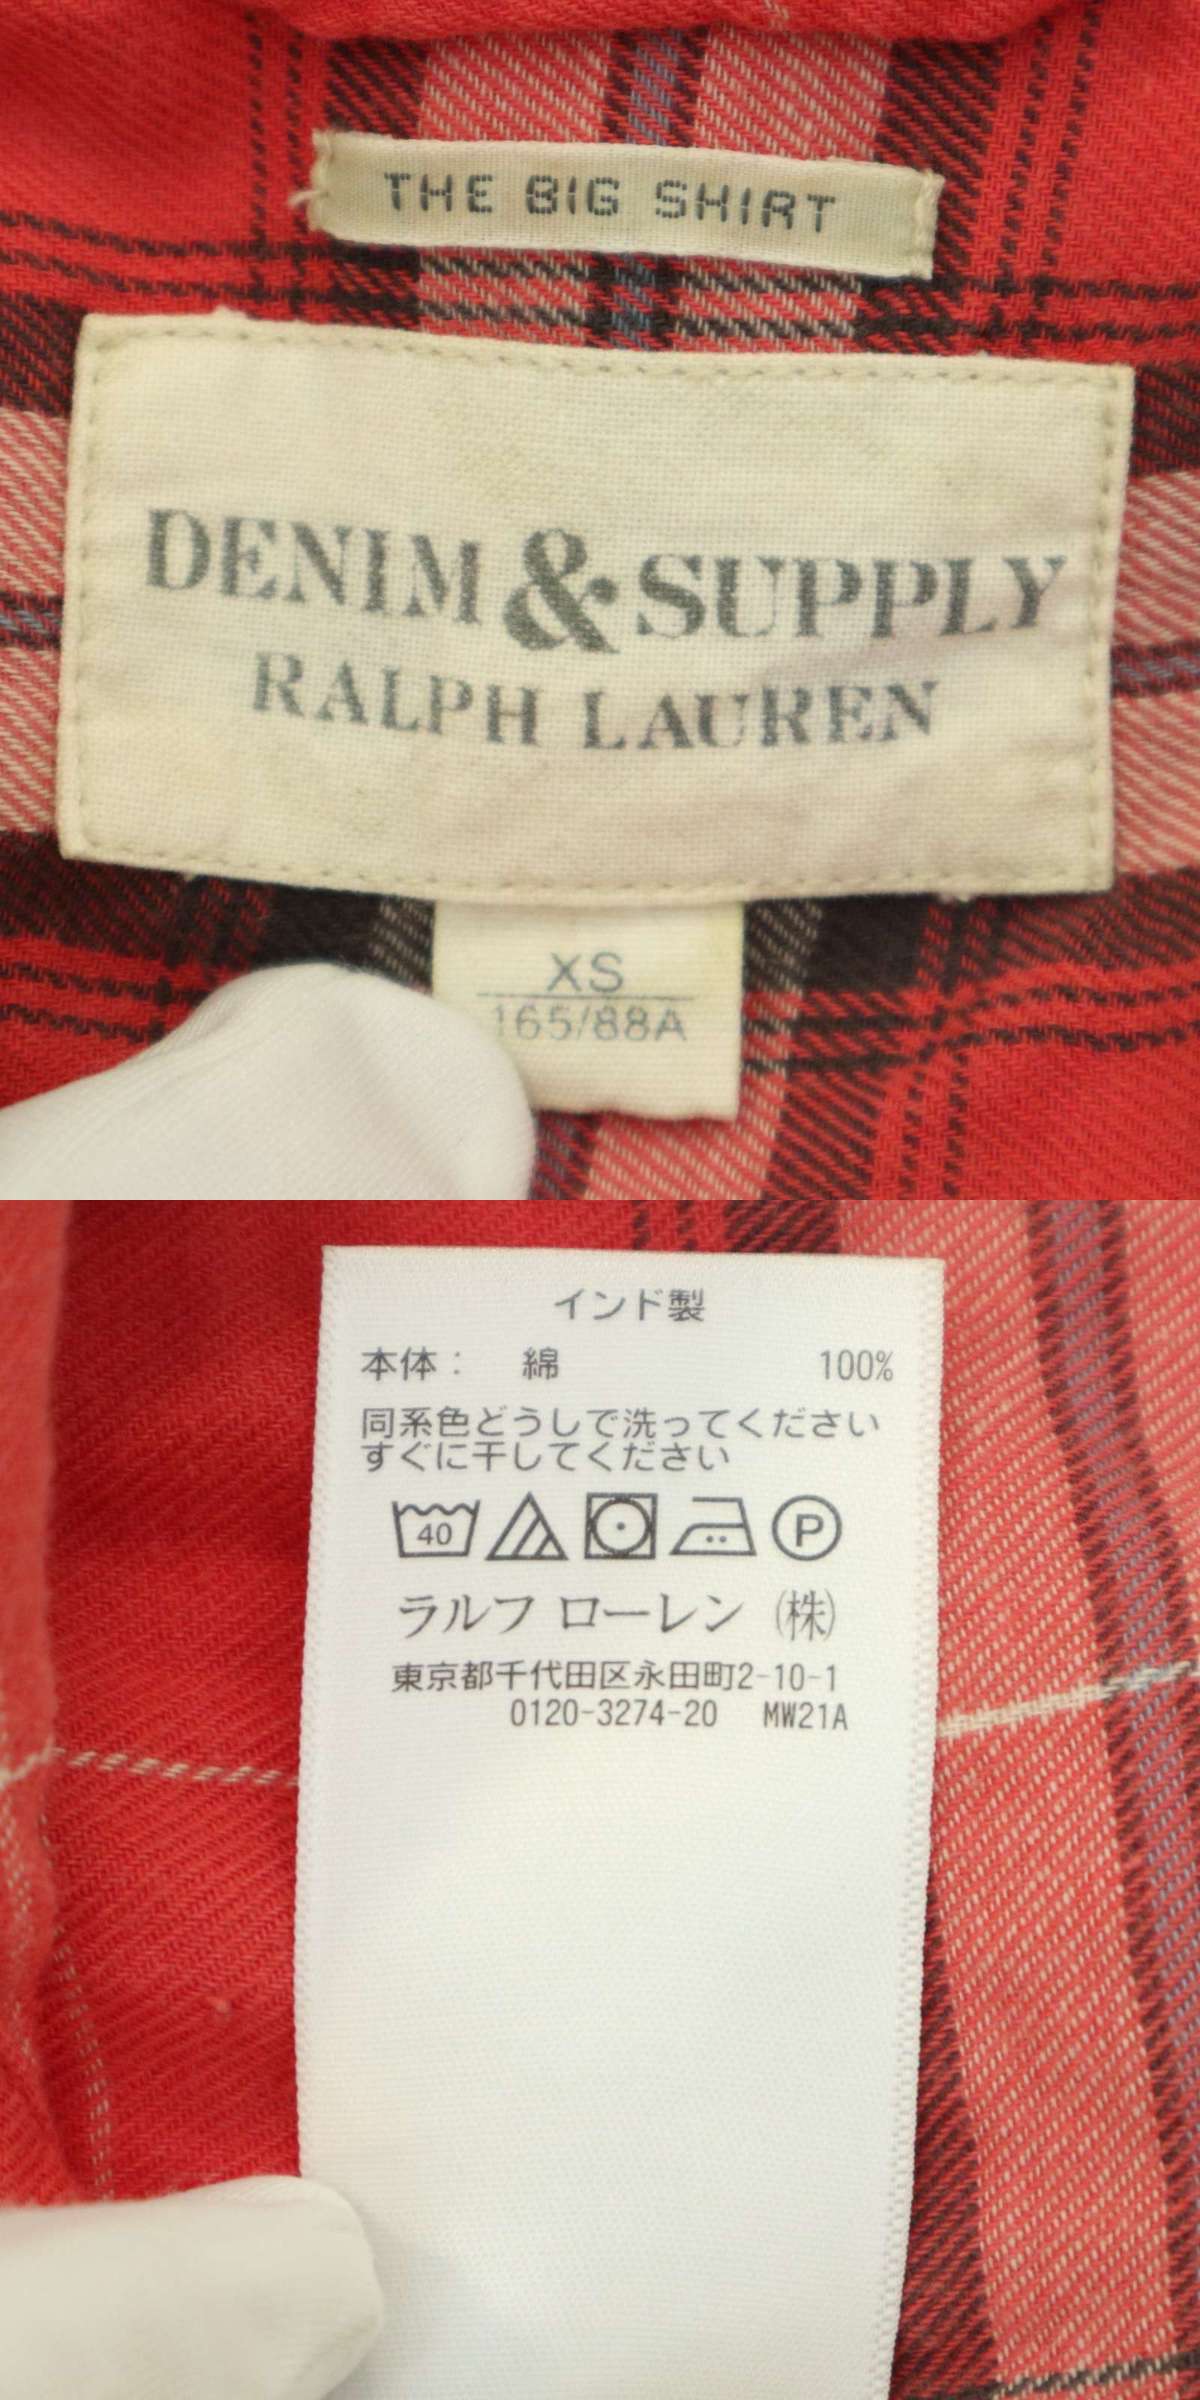 THE BIG SHIRT
DENIM & SUPPLY
RALPH LAUREN
XS
165/88A
インド製
本体： 綿 100%
同系色どうしで洗ってください
すぐに干してください
40 P
ラルフ ローレン ㈱
東京都千代田区永田町2-10-1
0120-3274-20 MW21A